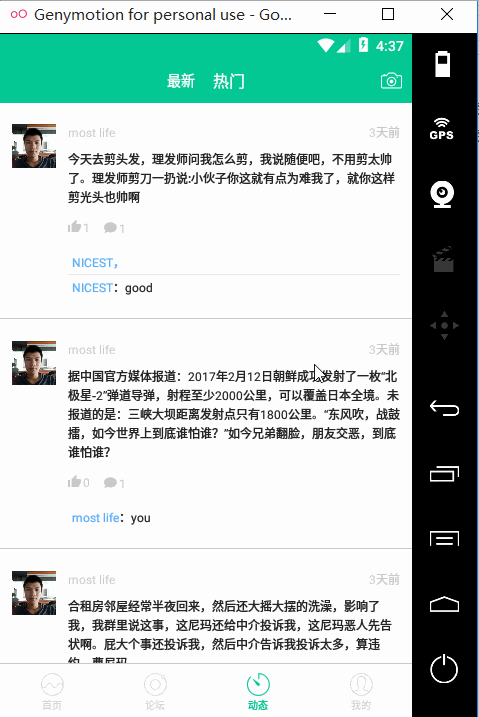 Genymotion for personal use - Go...
4:37
最新 热门
GPS
most life 3天前
今天去剪头发，理发师问我怎么剪，我说随便吧，不用剪太帅
了。理发师剪刀一扔说:小伙子你这就有点为难我了，就你这样
剪光头也帅啊
1 1
NICEST，
NICEST：good
most life 3天前
据中国官方媒体报道：2017年2月12日朝鲜成功发射了一枚“北
极星-2”弹道导弹，射程至少2000公里，可以覆盖日本全境。未
报道的是：三峡大坝距离发射点只有1800公里。“东风吹，战鼓
擂，如今世界上到底谁怕谁？”如今兄弟翻脸，朋友交恶，到底
谁怕谁？
0 1
most life：you
most life 3天前
合租房邻居经常半夜回来，然后还大摇大摆的洗澡，影响了
我，我群里说这事，这尼玛还给中介投诉我，这尼玛恶人先告
状啊。屁大个事还投诉我，然后中介告诉我投诉太多，算违
约，曹尼玛
首页 论坛 动态 我的